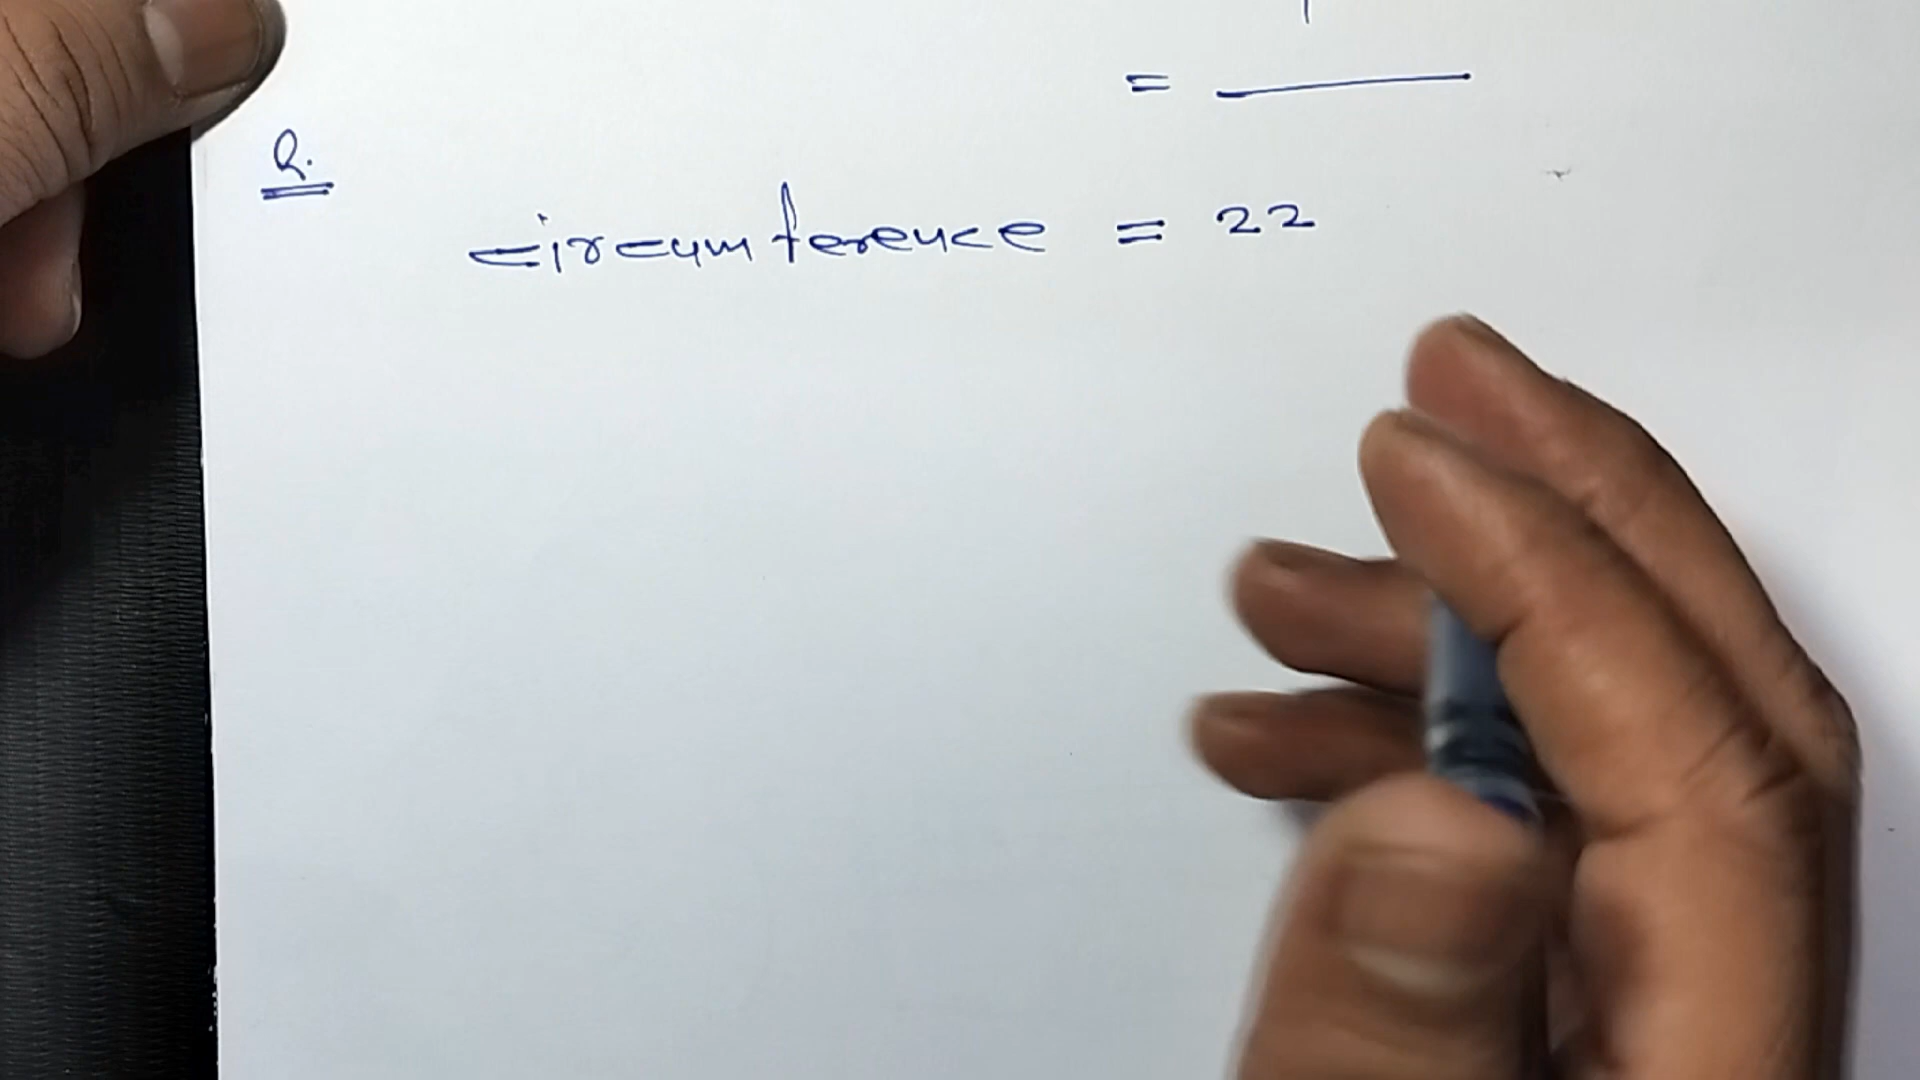 =
Q.
circumference = 22